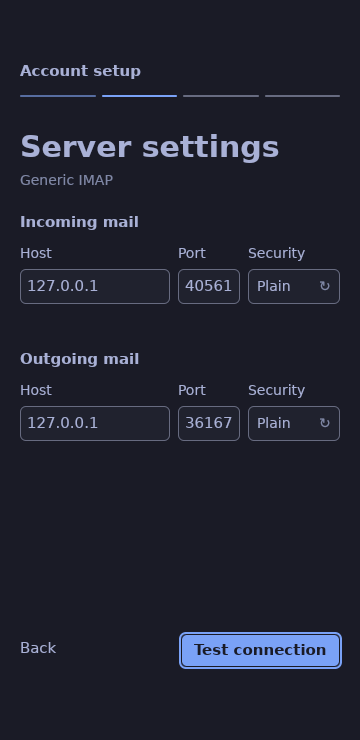 Account setup
Server settings
Generic IMAP
Incoming mail
Host Port Security
127.0.0.1 40561 Plain ↻
Outgoing mail
Host Port Security
127.0.0.1 36167 Plain ↻
Back Test connection